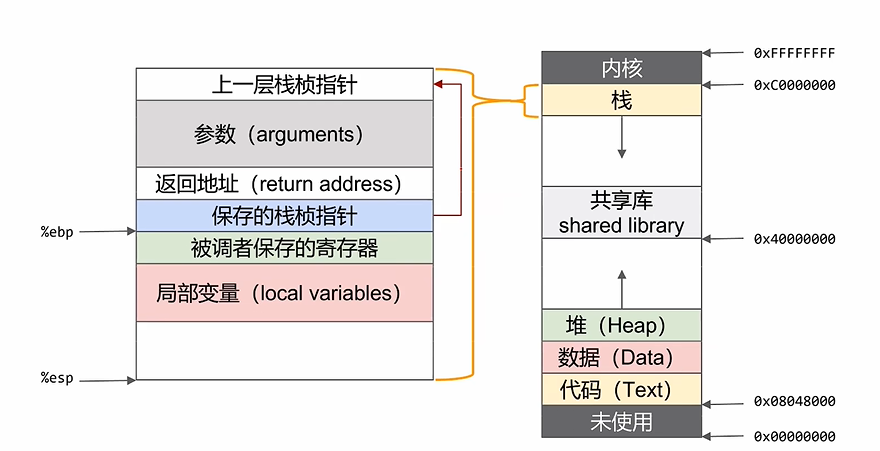 上一层栈桢指针
参数（arguments）
返回地址（return address）
保存的栈桢指针
%ebp
被调者保存的寄存器
局部变量（local variables）
%esp
内核
0xFFFFFFFF
0xC0000000
栈
共享库
shared library
0x40000000
堆（Heap）
数据（Data）
代码（Text）
0x08048000
未使用
0x00000000